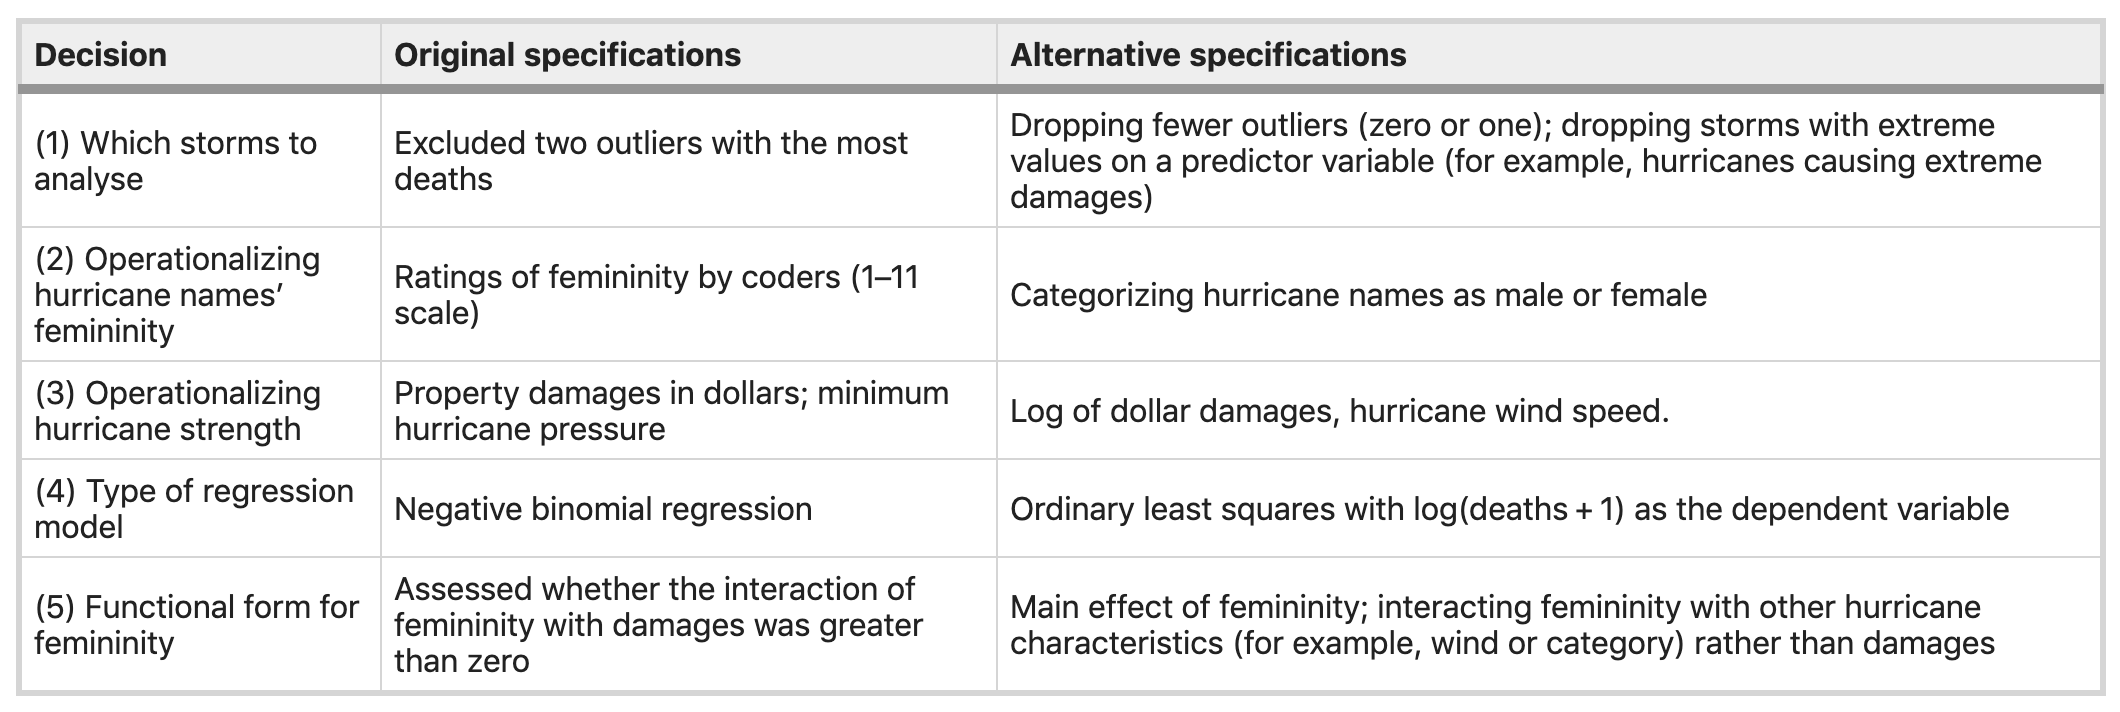 Decision
Original specifications
Alternative specifications
(1) Which storms to
analyse
Excluded two outliers with the most
deaths
Dropping fewer outliers (zero or one); dropping storms with extreme
values on a predictor variable (for example, hurricanes causing extreme
damages)
(2) Operationalizing
hurricane names’
femininity
Ratings of femininity by coders (1–11
scale)
Categorizing hurricane names as male or female
(3) Operationalizing
hurricane strength
Property damages in dollars; minimum
hurricane pressure
Log of dollar damages, hurricane wind speed.
(4) Type of regression
model
Negative binomial regression
Ordinary least squares with log(deaths + 1) as the dependent variable
(5) Functional form for
femininity
Assessed whether the interaction of
femininity with damages was greater
than zero
Main effect of femininity; interacting femininity with other hurricane
characteristics (for example, wind or category) rather than damages